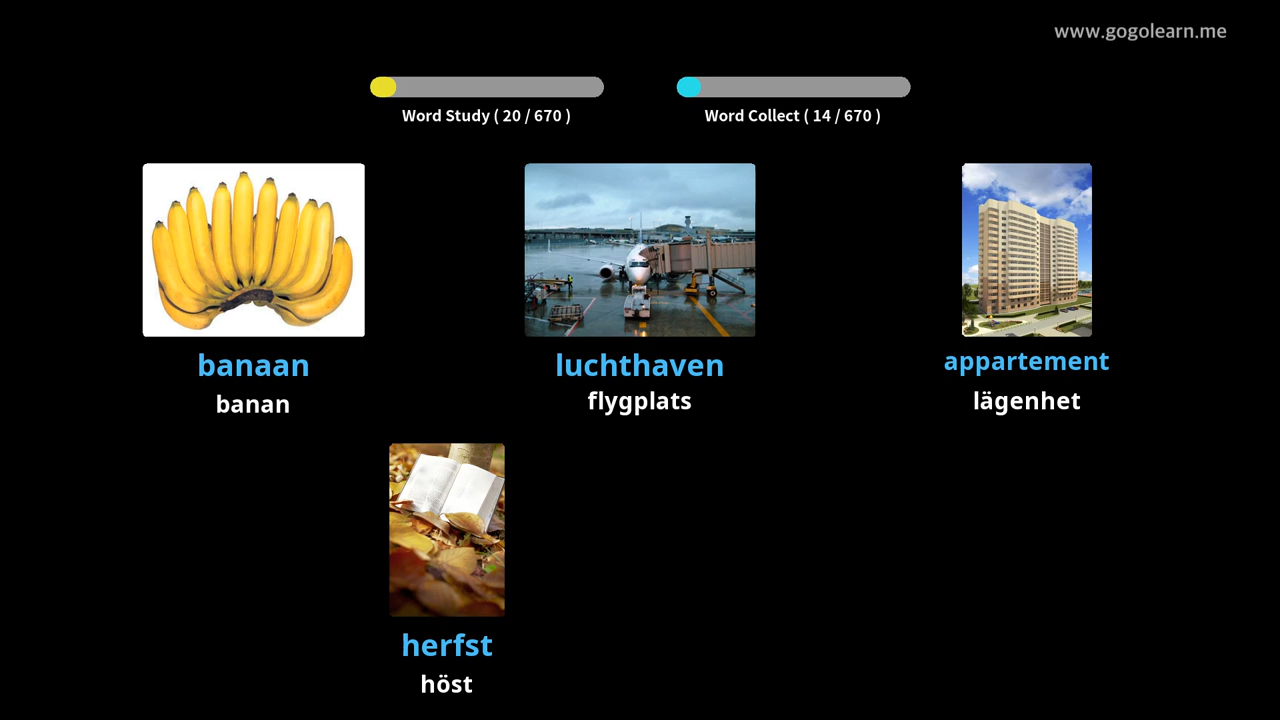 www.gogolearn.me
Word Study ( 20 / 670 )
Word Collect ( 14 / 670 )
banaan
banan
luchthaven
flygplats
appartement
lägenhet
herfst
höst